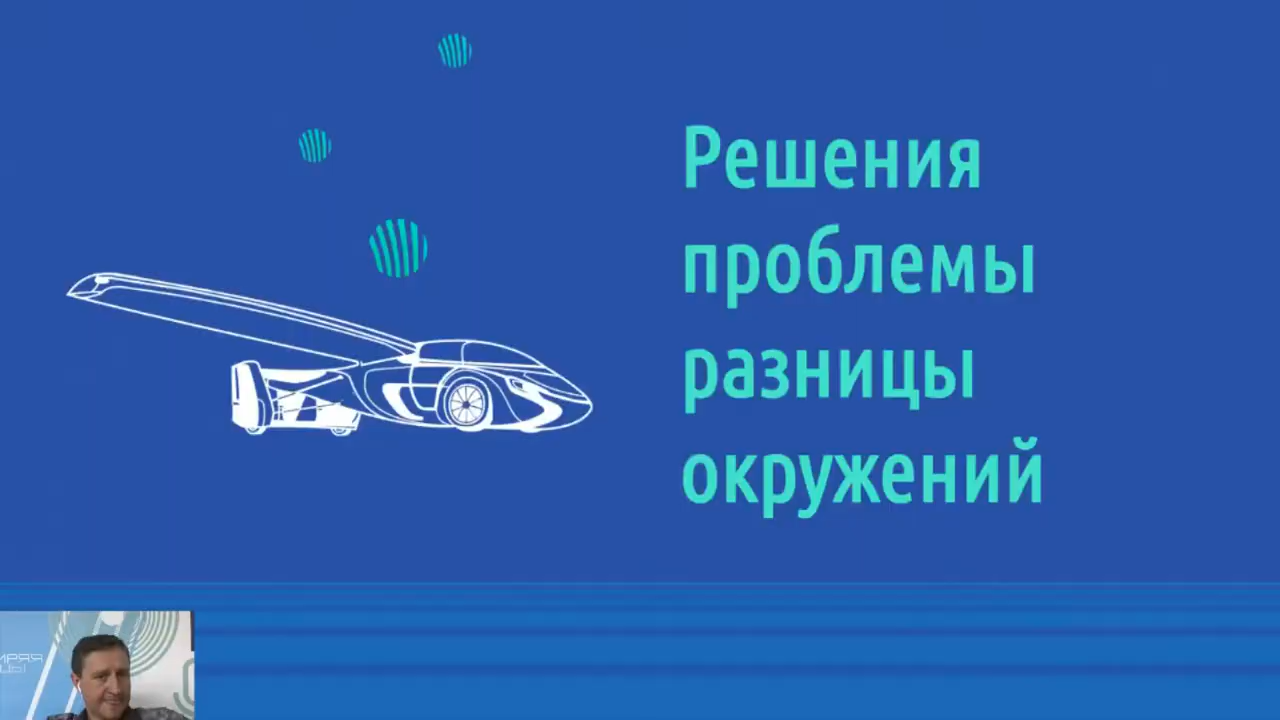 Решения
проблемы
разницы
окружений